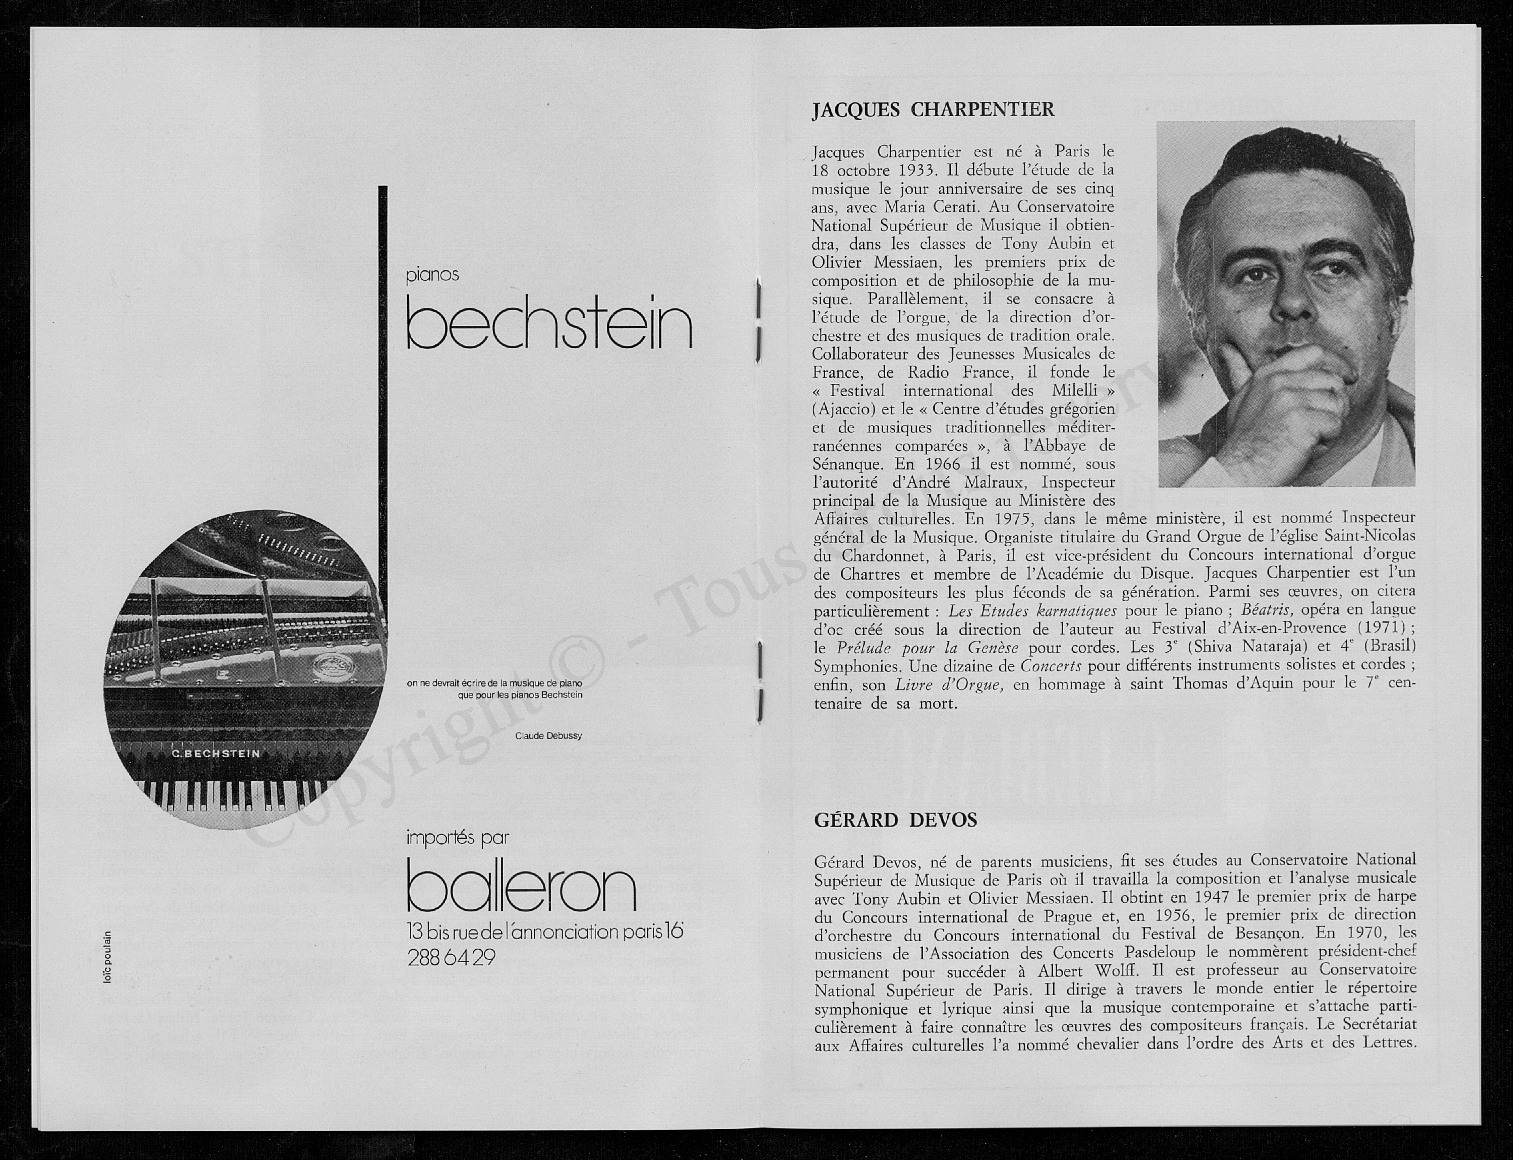 pianos
bechstein
C.BECHSTEIN
on ne devrait écrire de la musique de piano
que pour les pianos Bechstein
Claude Debussy
importés par
balleron
13 bis rue de l'annonciation paris 16e
288 64 29
loïc poulain
JACQUES CHARPENTIER
Jacques Charpentier est né à Paris le
18 octobre 1933. Il débute l'étude de la
musique le jour anniversaire de ses cinq
ans, avec Maria Cerati. Au Conservatoire
National Supérieur de Musique il obtien-
dra, dans les classes de Tony Aubin et
Olivier Messiaen, les premiers prix de
composition et de philosophie de la mu-
sique. Parallèlement, il se consacre à
l'étude de l'orgue, de la direction d'or-
chestre et des musiques de tradition orale.
Collaborateur des Jeunesses Musicales de
France, de Radio France, il fonde le
« Festival international des Milelli »
(Ajaccio) et le « Centre d'études grégorien
et de musiques traditionnelles méditer-
ranéennes comparées », à l'Abbaye de
Sénanque. En 1966 il est nommé, sous
l'autorité d'André Malraux, Inspecteur
principal de la Musique au Ministère des
Affaires culturelles. En 1975, dans le même ministère, il est nommé Inspecteur
général de la Musique. Organiste titulaire du Grand Orgue de l'église Saint-Nicolas
du Chardonnet, à Paris, il est vice-président du Concours international d'orgue
de Chartres et membre de l'Académie du Disque. Jacques Charpentier est l'un
des compositeurs les plus féconds de sa génération. Parmi ses œuvres, on citera
particulièrement : Les Etudes karnatiques pour le piano ; Béatris, opéra en langue
d'oc créé sous la direction de l'auteur au Festival d'Aix-en-Provence (1971) ;
le Prélude pour la Genèse pour cordes. Les 3e (Shiva Nataraja) et 4e (Brasil)
Symphonies. Une dizaine de Concerts pour différents instruments solistes et cordes ;
enfin, son Livre d'Orgue, en hommage à saint Thomas d'Aquin pour le 7e cen-
tenaire de sa mort.
GÉRARD DEVOS
Gérard Devos, né de parents musiciens, fit ses études au Conservatoire National
Supérieur de Musique de Paris où il travailla la composition et l'analyse musicale
avec Tony Aubin et Olivier Messiaen. Il obtint en 1947 le premier prix de harpe
du Concours international de Prague et, en 1956, le premier prix de direction
d'orchestre du Concours international du Festival de Besançon. En 1970, les
musiciens de l'Association des Concerts Pasdeloup le nommèrent président-chef
permanent pour succéder à Albert Wolff. Il est professeur au Conservatoire
National Supérieur de Paris. Il dirige à travers le monde entier le répertoire
symphonique et lyrique ainsi que la musique contemporaine et s'attache parti-
culièrement à faire connaître les œuvres des compositeurs français. Le Secrétariat
aux Affaires culturelles l'a nommé chevalier dans l'ordre des Arts et des Lettres.
Copyright © - Tous